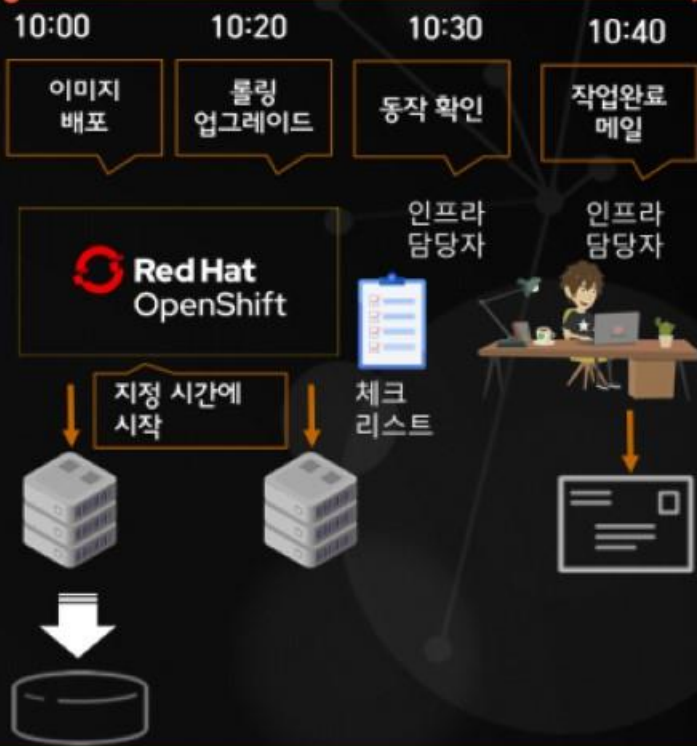 10:00
10:20
10:30
10:40
이미지
배포
롤링
업그레이드
동작 확인
작업완료
메일
인프라
담당자
인프라
담당자
Red Hat
OpenShift
지정 시간에
시작
체크
리스트